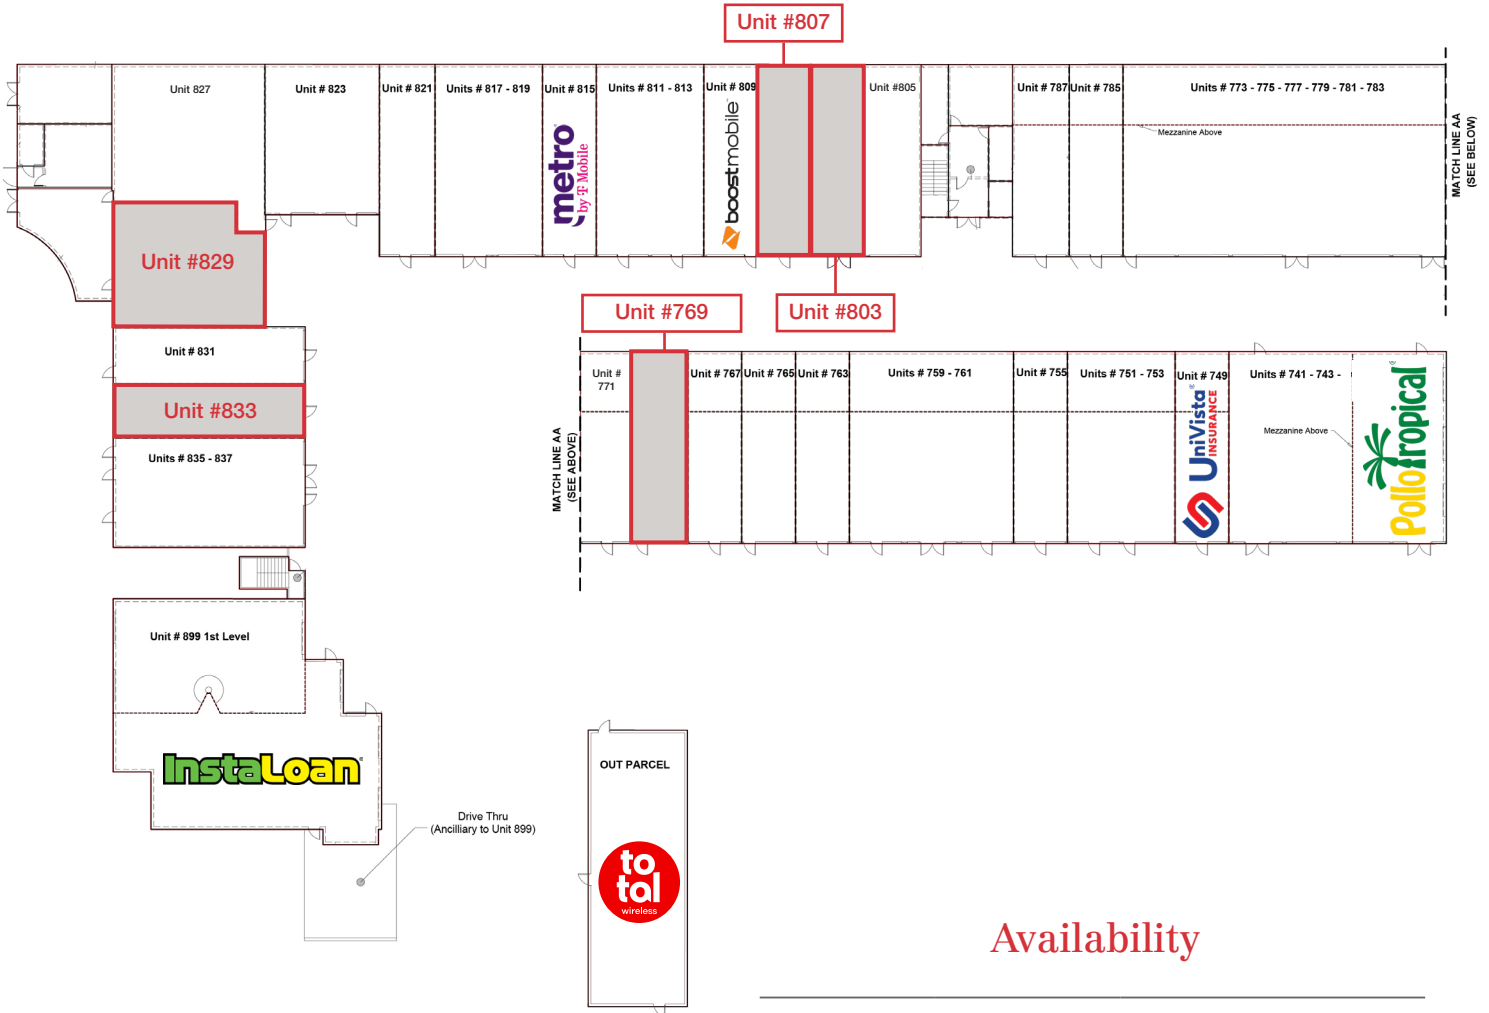 Unit #807
Unit 827
Unit # 823
Unit # 821
Units # 817 - 819
Unit # 815
Units # 811 - 813
Unit # 809
Unit #805
Unit # 787
Unit # 785
Units # 773 - 775 - 777 - 779 - 781 - 783
Mezzanine Above
MATCH LINE AA
(SEE BELOW)
metro
by T Mobile
boostmobile
Unit #829
Unit #769
Unit #803
Unit # 831
Unit #833
Units # 835 - 837
MATCH LINE AA
(SEE ABOVE)
Unit #
771
Unit # 767
Unit # 765
Unit # 763
Units # 759 - 761
Unit # 755
Units # 751 - 753
Unit # 749
Units # 741 - 743 -
UniVista
INSURANCE
Mezzanine Above
Pollo Tropical
Unit # 899 1st Level
InstaLoan
Drive Thru
(Ancilliary to Unit 899)
OUT PARCEL
to
tal
wireless
Availability